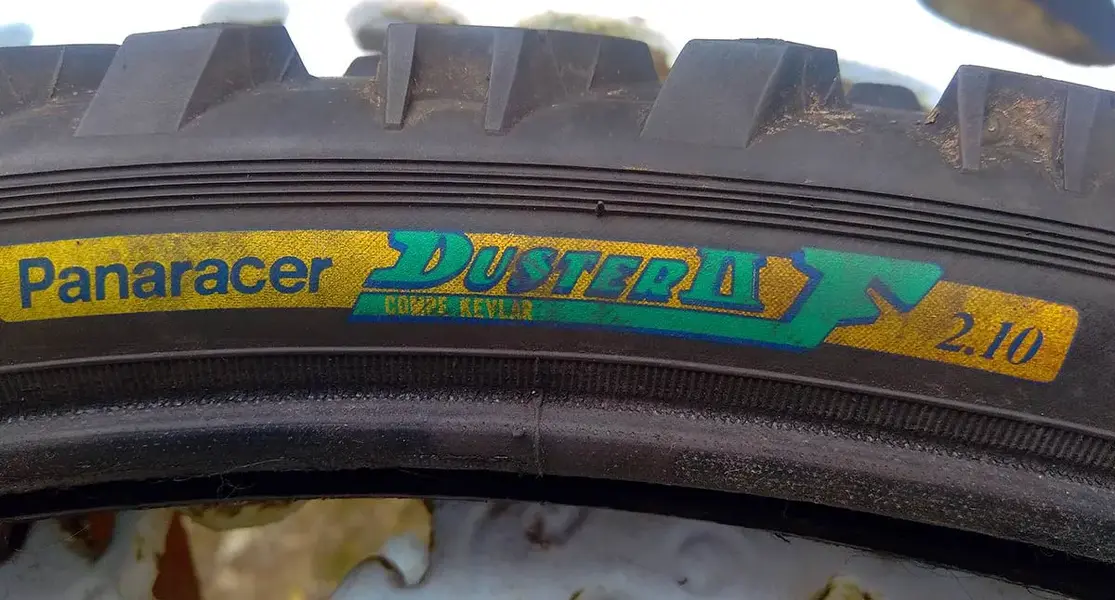 Panaracer DUSTER II F 2.10
COMPE KEVLAR